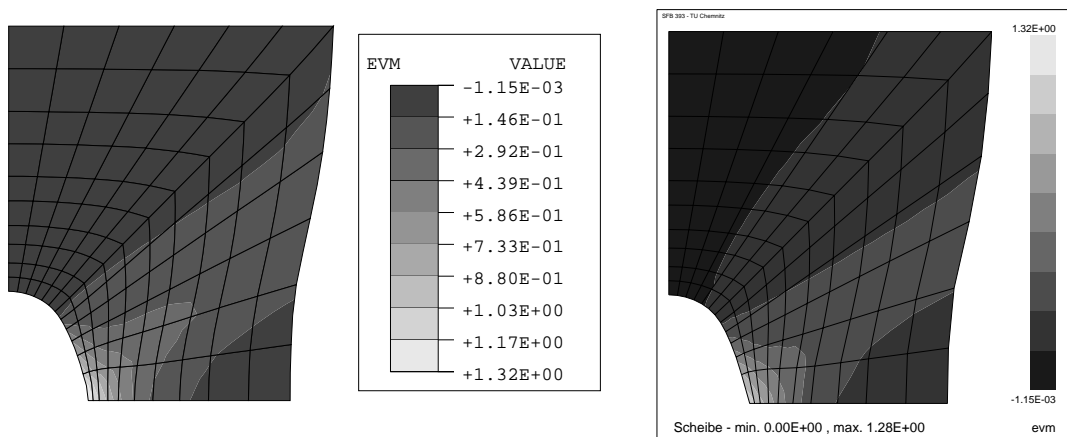 EVM VALUE
-1.15E-03
+1.46E-01
+2.92E-01
+4.39E-01
+5.86E-01
+7.33E-01
+8.80E-01
+1.03E+00
+1.17E+00
+1.32E+00
SFB 393 - TU Chemnitz
1.32E+00
-1.15E-03
Scheibe - min. 0.00E+00 , max. 1.28E+00 evm